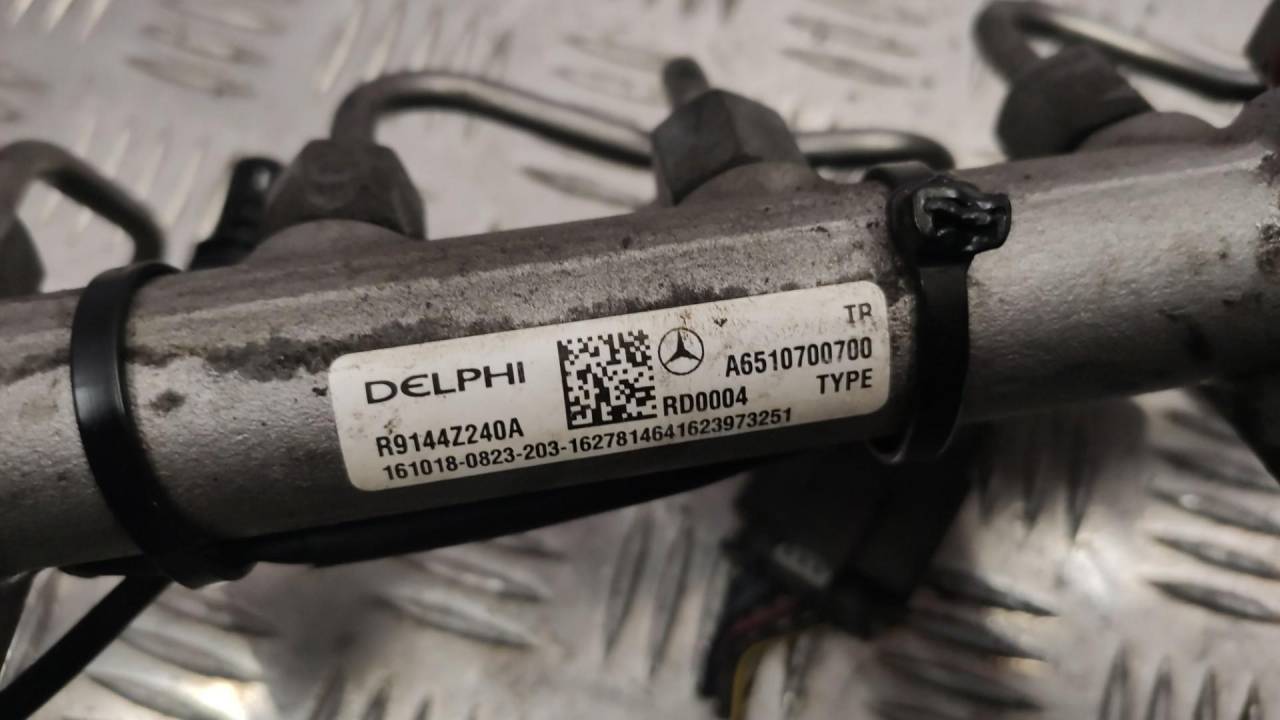 DELPHI
R9144Z240A
161018-0823-203-1627814641623973251
RD0004
TR
A6510700700
TYPE